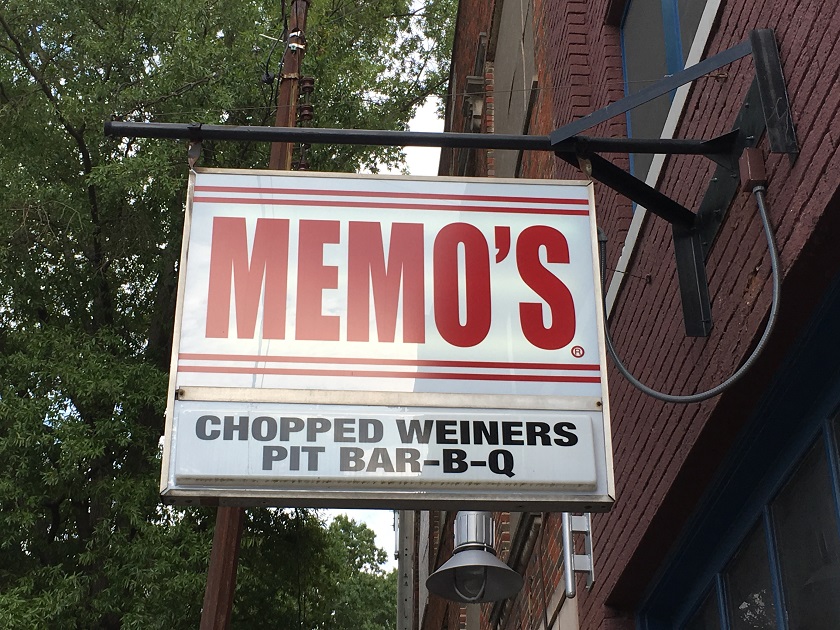 MEMO'S®
CHOPPED WEINERS
PIT BAR-B-Q